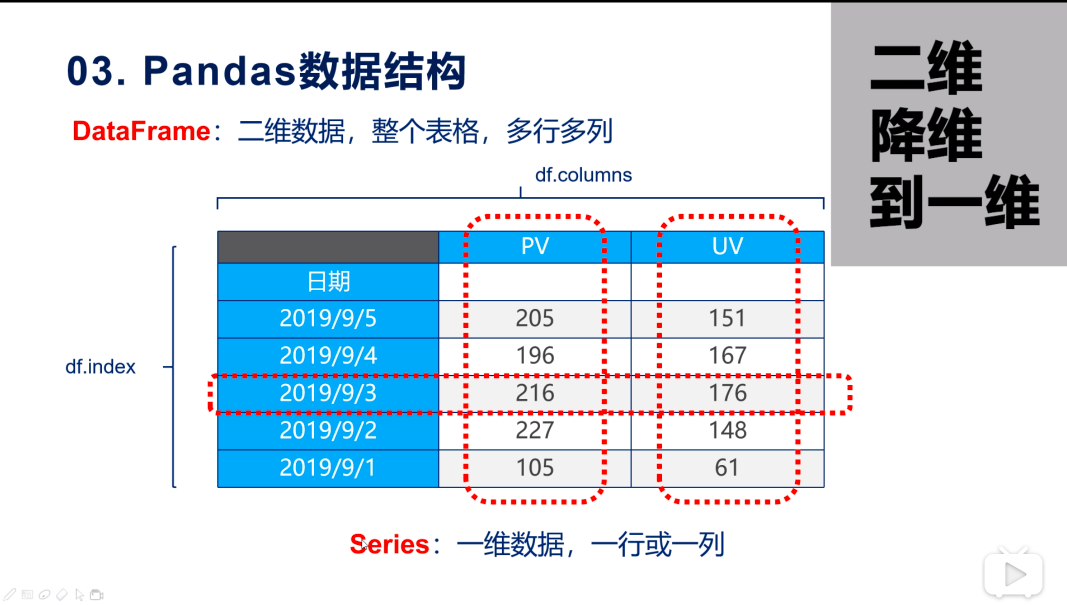 03. Pandas数据结构
DataFrame：二维数据，整个表格，多行多列
二维
降维
到一维
df.columns
PV UV
日期
2019/9/5 205 151
2019/9/4 196 167
df.index
2019/9/3 216 176
2019/9/2 227 148
2019/9/1 105 61
Series：一维数据，一行或一列